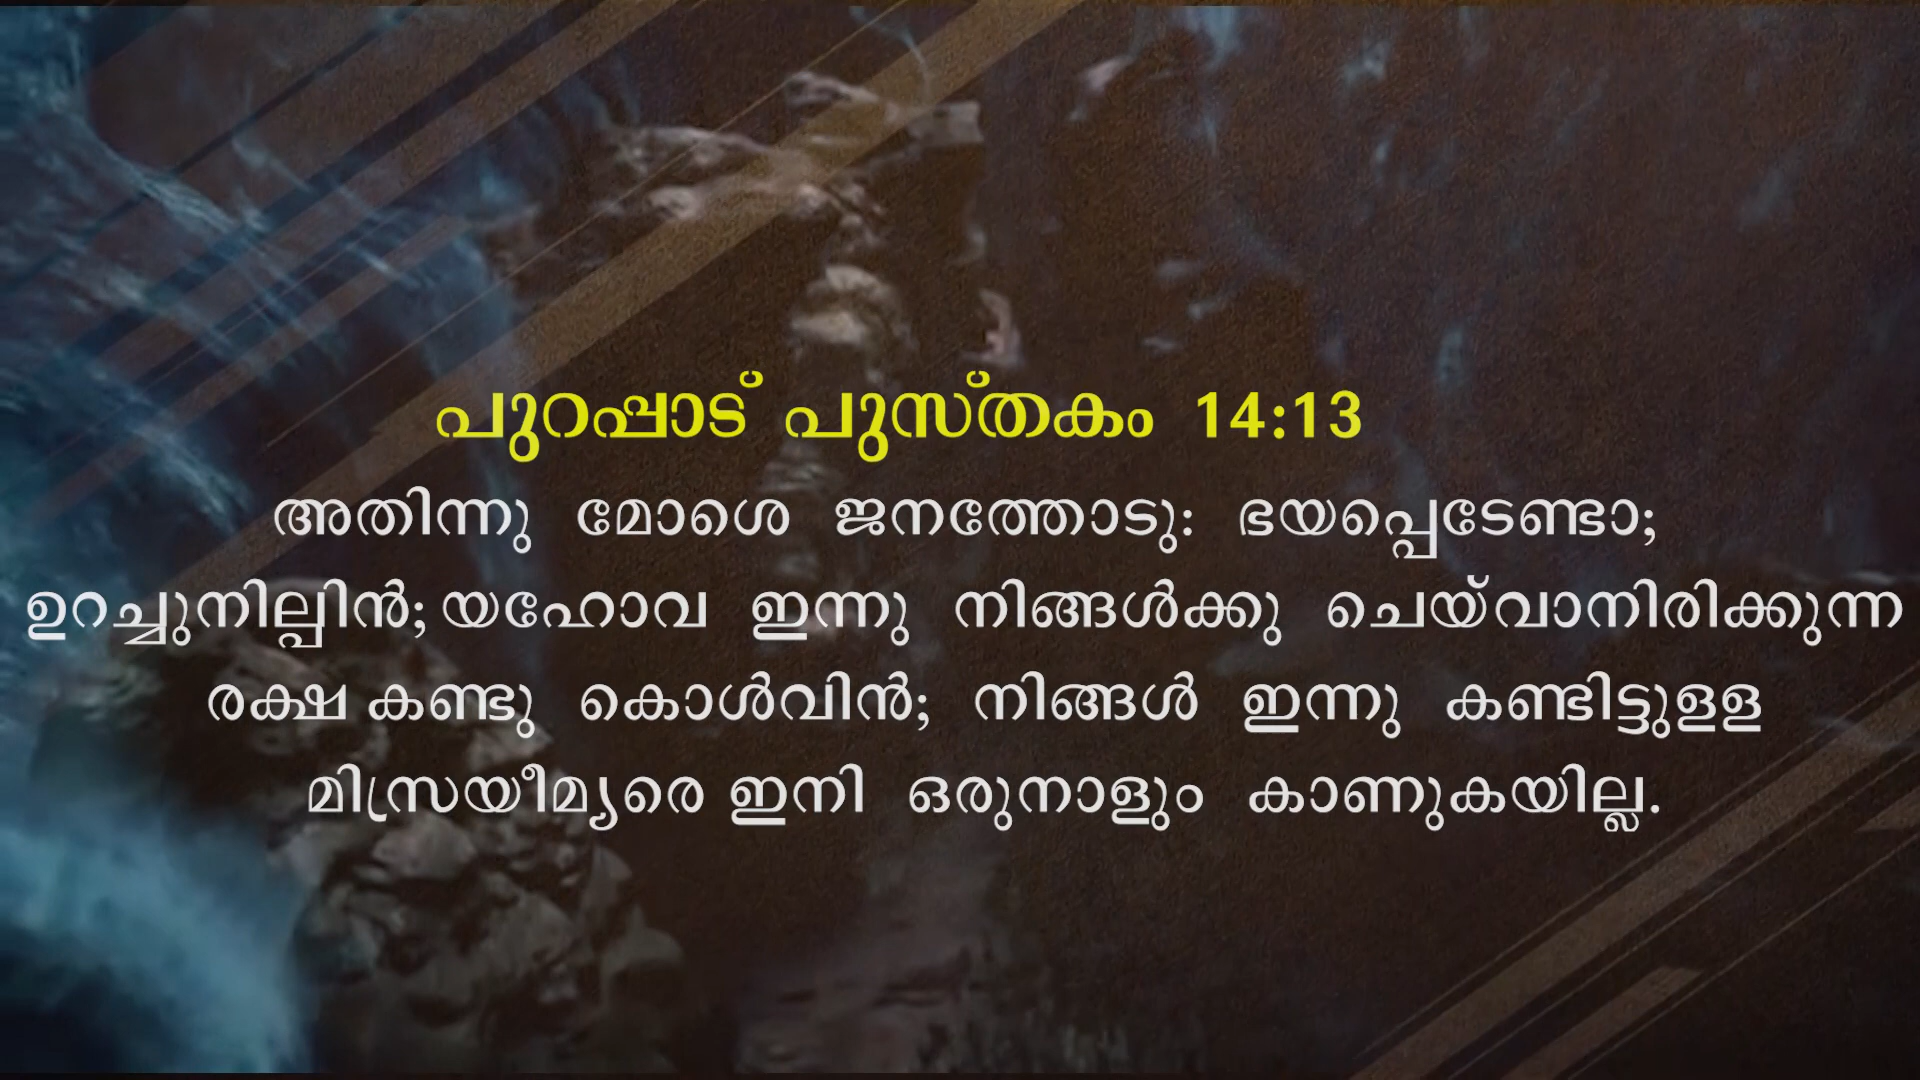 പുറപ്പാട് പുസ്തകം 14:13
അതിന്നു മോശെ ജനത്തോടു: ഭയപ്പെടേണ്ടാ;
ഉറച്ചുനില്പിൻ; യഹോവ ഇന്നു നിങ്ങൾക്കു ചെയ്‌വാനിരിക്കുന്ന
രക്ഷ കണ്ടു കൊൾവിൻ; നിങ്ങൾ ഇന്നു കണ്ടിട്ടുളള
മിസ്രയീമ്യരെ ഇനി ഒരുനാളും കാണുകയില്ല.